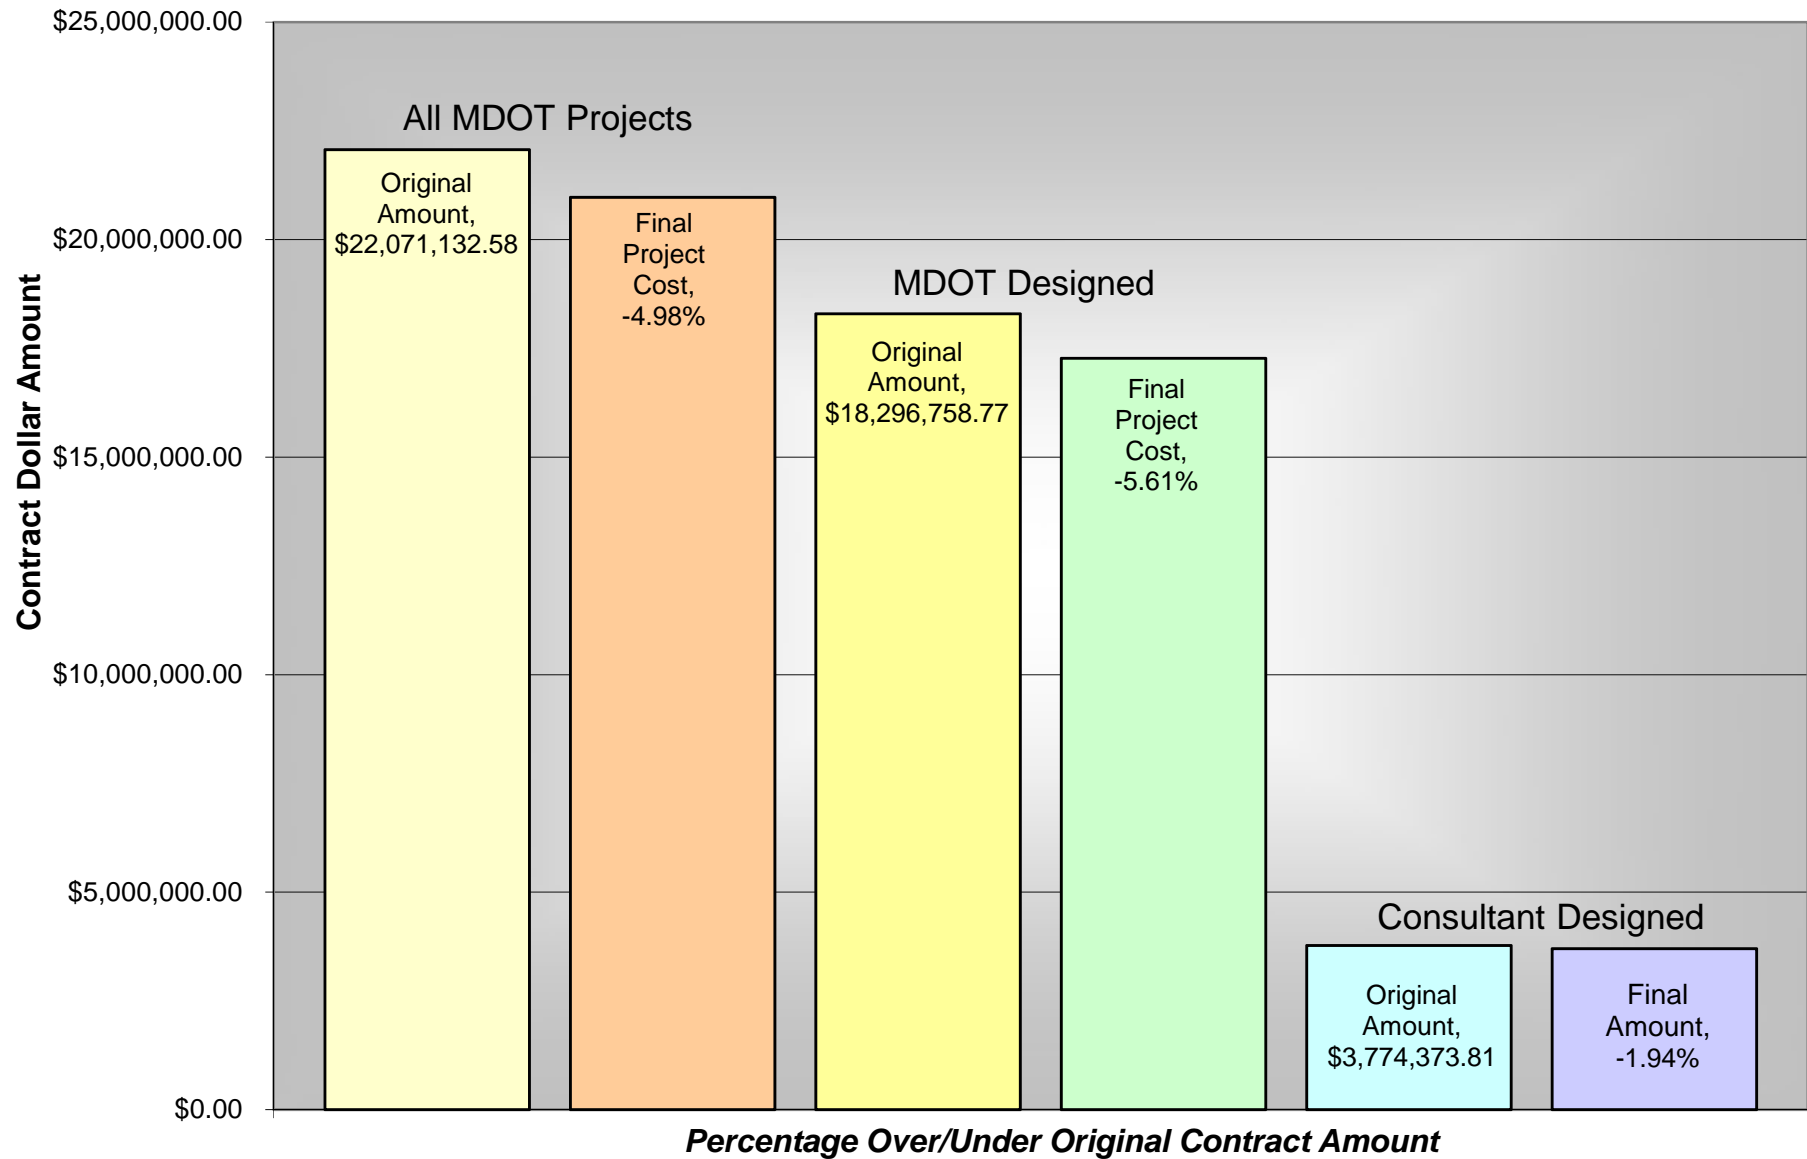 $25,000,000.00
$20,000,000.00
$15,000,000.00
$10,000,000.00
$5,000,000.00
$0.00
Contract Dollar Amount
All MDOT Projects
Original
Amount,
$22,071,132.58
Final
Project
Cost,
-4.98%
MDOT Designed
Original
Amount,
$18,296,758.77
Final
Project
Cost,
-5.61%
Consultant Designed
Original
Amount,
$3,774,373.81
Final
Amount,
-1.94%
Percentage Over/Under Original Contract Amount